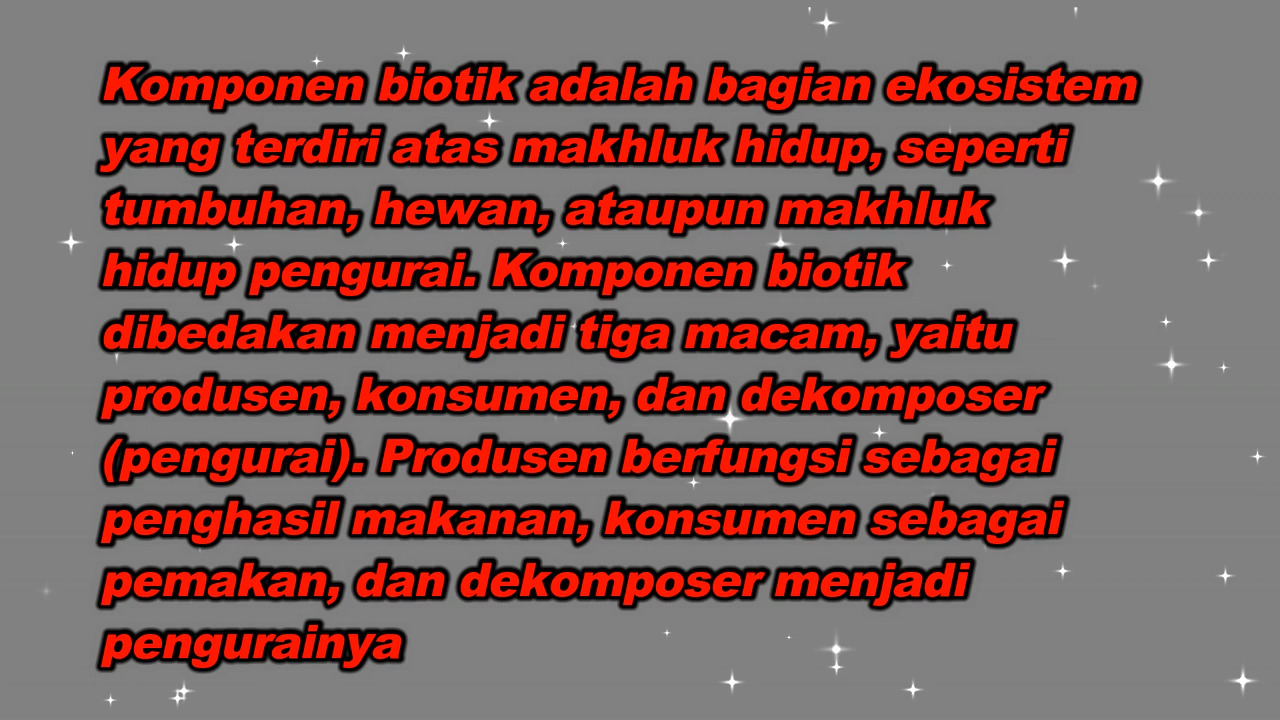 Komponen biotik adalah bagian ekosistem
yang terdiri atas makhluk hidup, seperti
tumbuhan, hewan, ataupun makhluk
hidup pengurai. Komponen biotik
dibedakan menjadi tiga macam, yaitu
produsen, konsumen, dan dekomposer
(pengurai). Produsen berfungsi sebagai
penghasil makanan, konsumen sebagai
pemakan, dan dekomposer menjadi
pengurainya